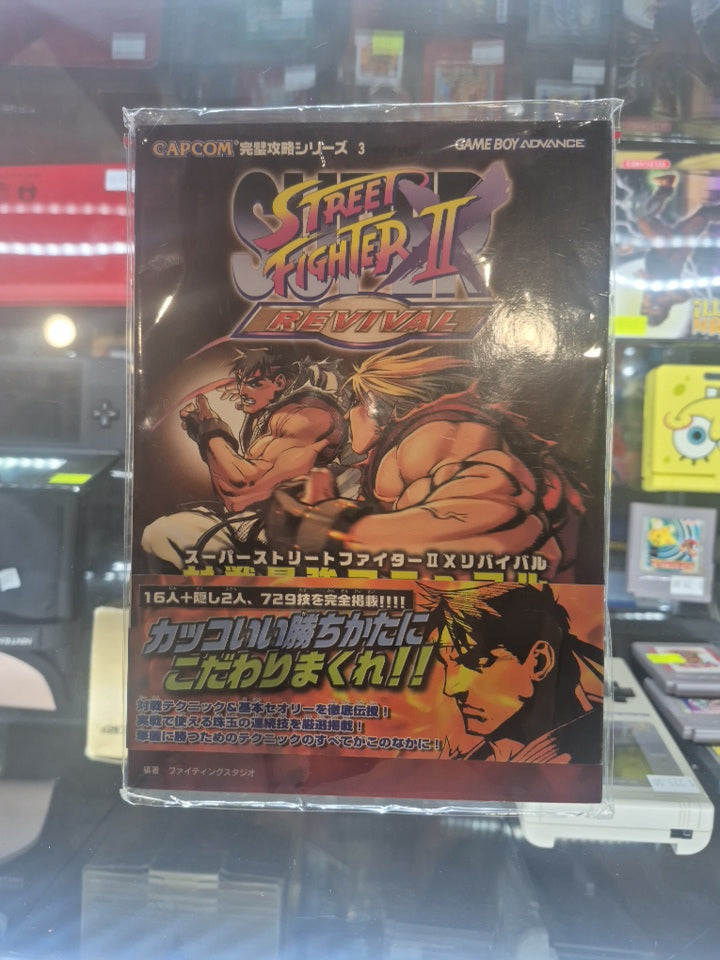 CAPCOM 完璧攻略シリーズ 3
GAME BOY ADVANCE
SUPER
STREET
FIGHTER II X
REVIVAL
スーパーストリートファイターⅡXリバイバル
16人+隠し2人、729技を完全掲載!!!!
カッコいい勝ちかたに
こだわりまくれ!!
対戦テクニック&基本セオリーを徹底伝授!
実戦で使える珠玉の連続技を厳選掲載!
華麗に勝つためのテクニックのすべてがこのなかに!
編著 ファイティングスタジオ